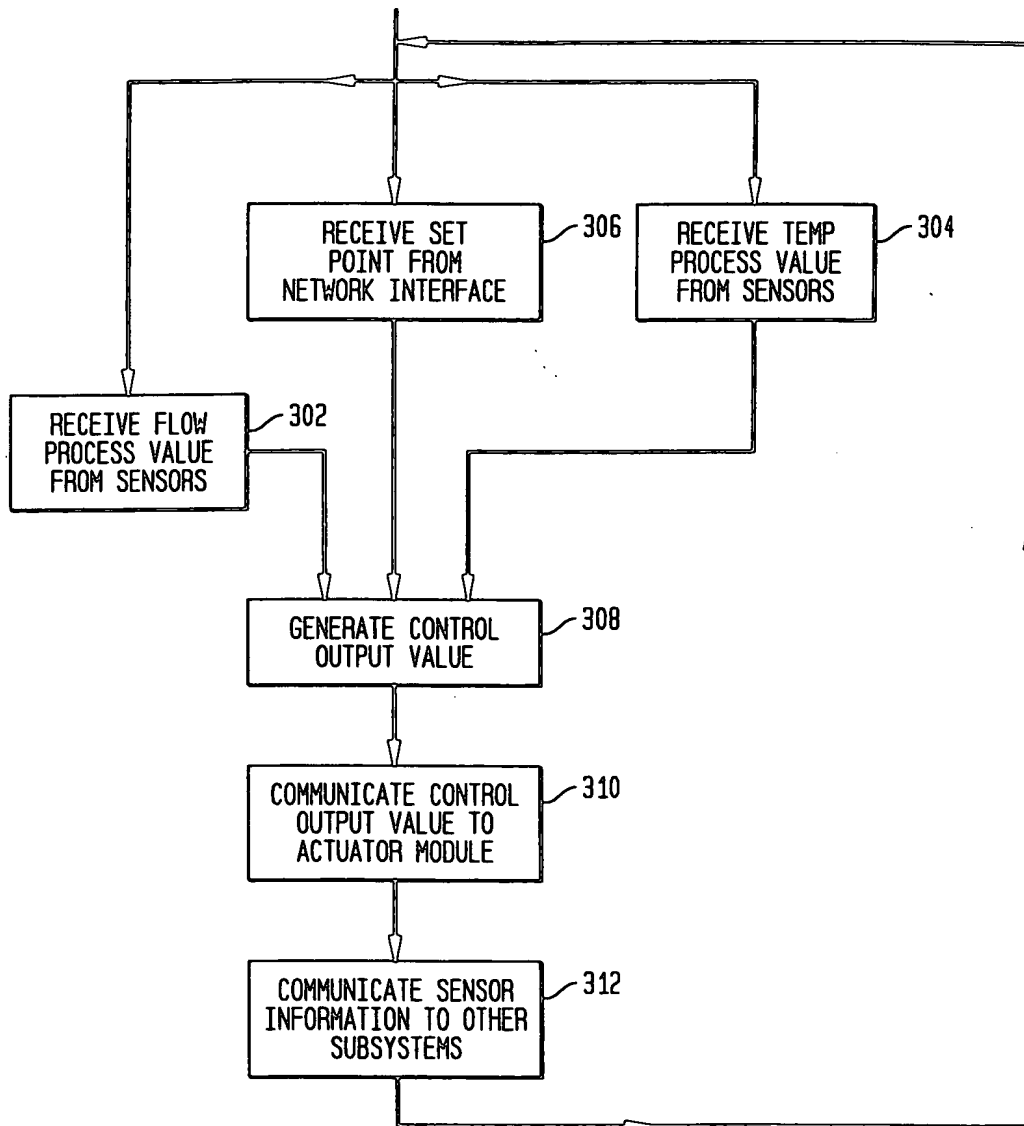 RECEIVE SET
POINT FROM
NETWORK INTERFACE
306
RECEIVE TEMP
PROCESS VALUE
FROM SENSORS
304
RECEIVE FLOW
PROCESS VALUE
FROM SENSORS
302
GENERATE CONTROL
OUTPUT VALUE
308
COMMUNICATE CONTROL
OUTPUT VALUE TO
ACTUATOR MODULE
310
COMMUNICATE SENSOR
INFORMATION TO OTHER
SUBSYSTEMS
312